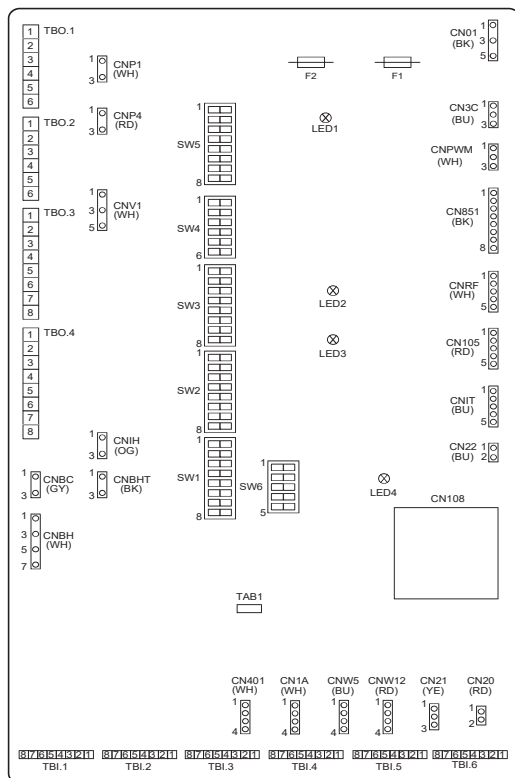 TBO.1
1
2
3
4
5
6
CNP1
(WH)
1
3
F2
F1
CN01
(BK)
1
3
5
TBO.2
1
2
3
4
5
6
CNP4
(RD)
1
3
SW5
1
8
LED1
CN3C
(BU)
1
3
CNPWM
(WH)
1
3
TBO.3
1
2
3
4
5
6
7
8
CNV1
(WH)
1
3
5
SW4
1
6
CN851
(BK)
1
8
SW3
1
8
LED2
CNRF
(WH)
1
5
TBO.4
1
2
3
4
5
6
7
8
LED3
CN105
(RD)
1
5
SW2
1
8
CNIT
(BU)
1
5
CNIH
(OG)
1
3
CN22
(BU)
1
2
CNBC
(GY)
1
3
CNBHT
(BK)
1
3
SW1
1
8
SW6
1
5
LED4
CN108
CNBH
(WH)
1
3
5
7
TAB1
CN401
(WH)
1
4
CN1A
(WH)
1
4
CNW5
(BU)
1
4
CNW12
(RD)
1
4
CN21
(YE)
1
3
CN20
(RD)
1
2
8 7 6 5 4 3 2 1
TBI.1
8 7 6 5 4 3 2 1
TBI.2
8 7 6 5 4 3 2 1
TBI.3
8 7 6 5 4 3 2 1
TBI.4
8 7 6 5 4 3 2 1
TBI.5
8 7 6 5 4 3 2 1
TBI.6